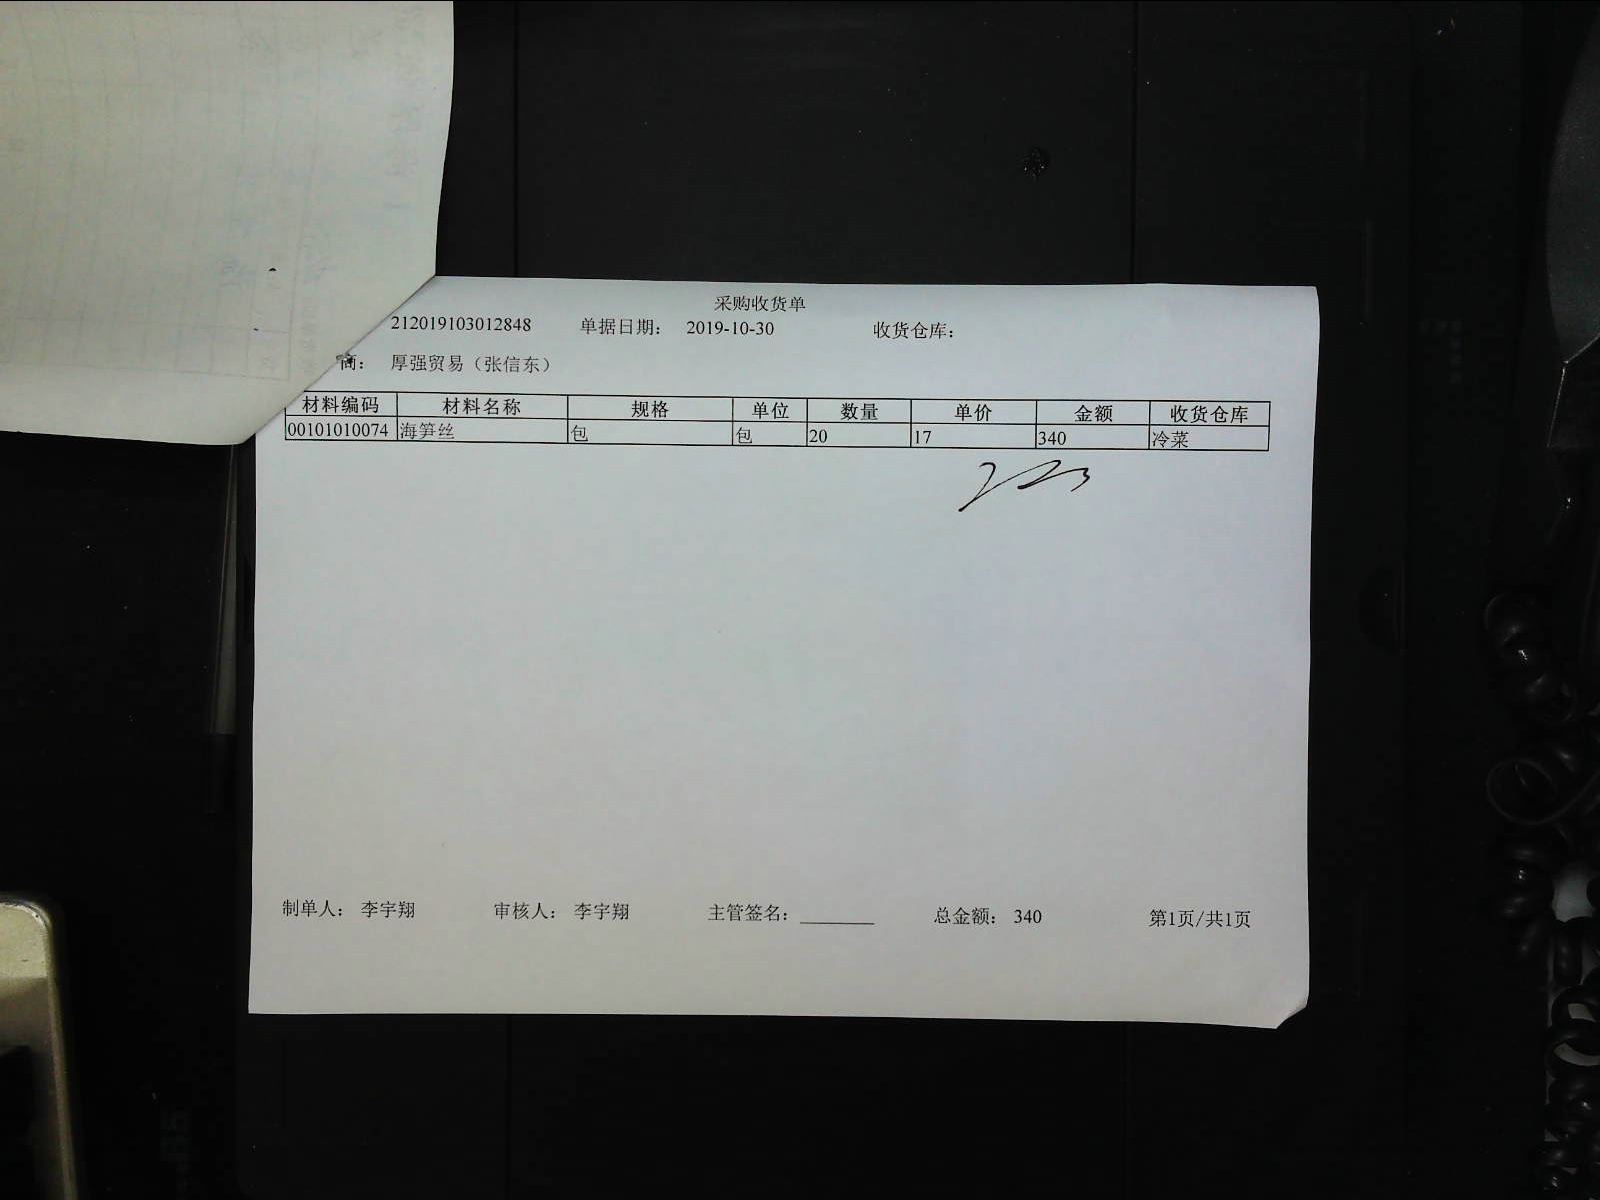 采购收货单
212019103012848 单据日期: 2019-10-30 收货仓库:
商: 厚强贸易（张信东）
材料编码 材料名称 规格 单位 数量 单价 金额 收货仓库
00101010074 海笋丝 包 包 20 17 340 冷菜
制单人: 李宇翔 审核人: 李宇翔 主管签名: ________ 总金额: 340 第1页/共1页